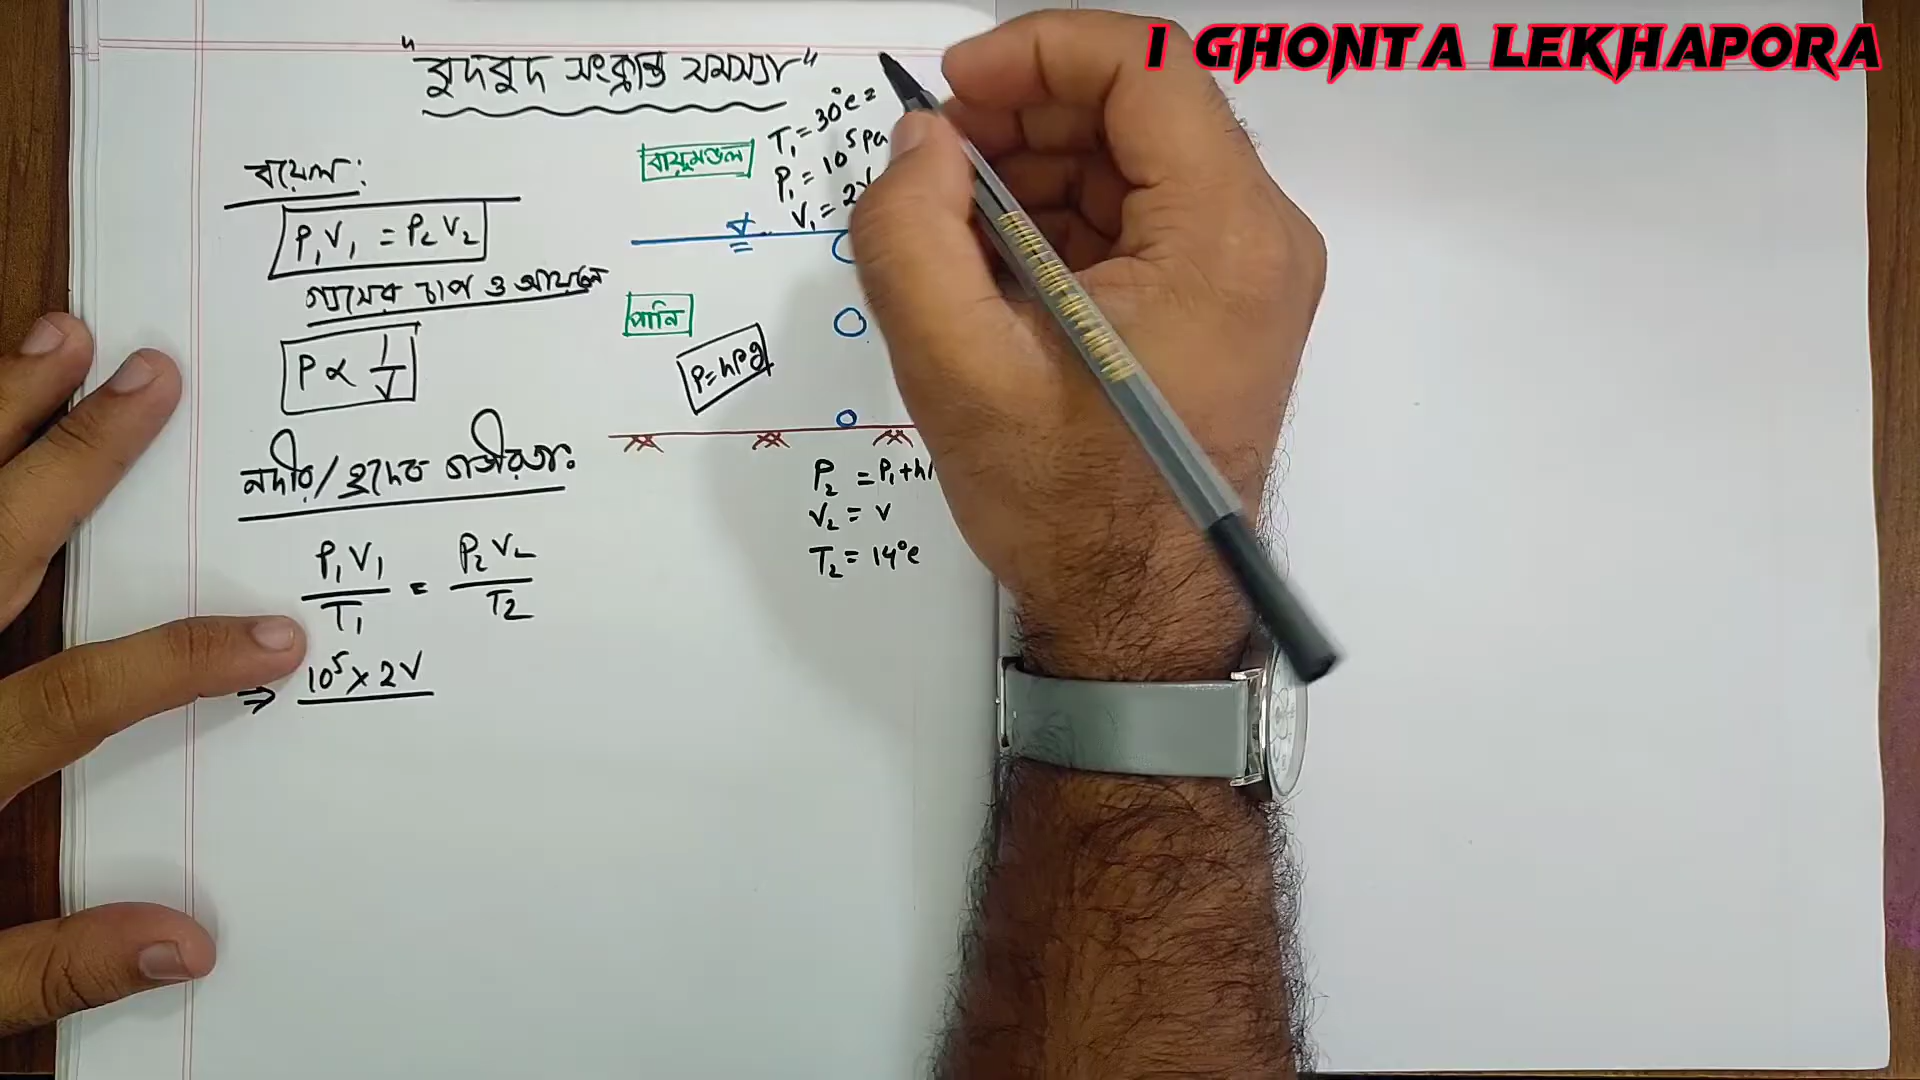 I GHONTA LEKHAPORA
"বুদবুদ সংক্রান্ত সমস্যা"
বয়েল:
P₁V₁ = P₂V₂
গ্যাসের চাপ ও আয়তনে
P ∝ 1/V
নদীর/হ্রদের গভীরতা:
P₁V₁/T₁ = P₂V₂/T₂
⇒ 10⁵ × 2V
বায়ুমণ্ডল
T₁ = 30°C =
P₁ = 10⁵ pa
V₁ = 2V
পানি
P = hρg
P₂ = P₁ + h
V₂ = V
T₂ = 14°C